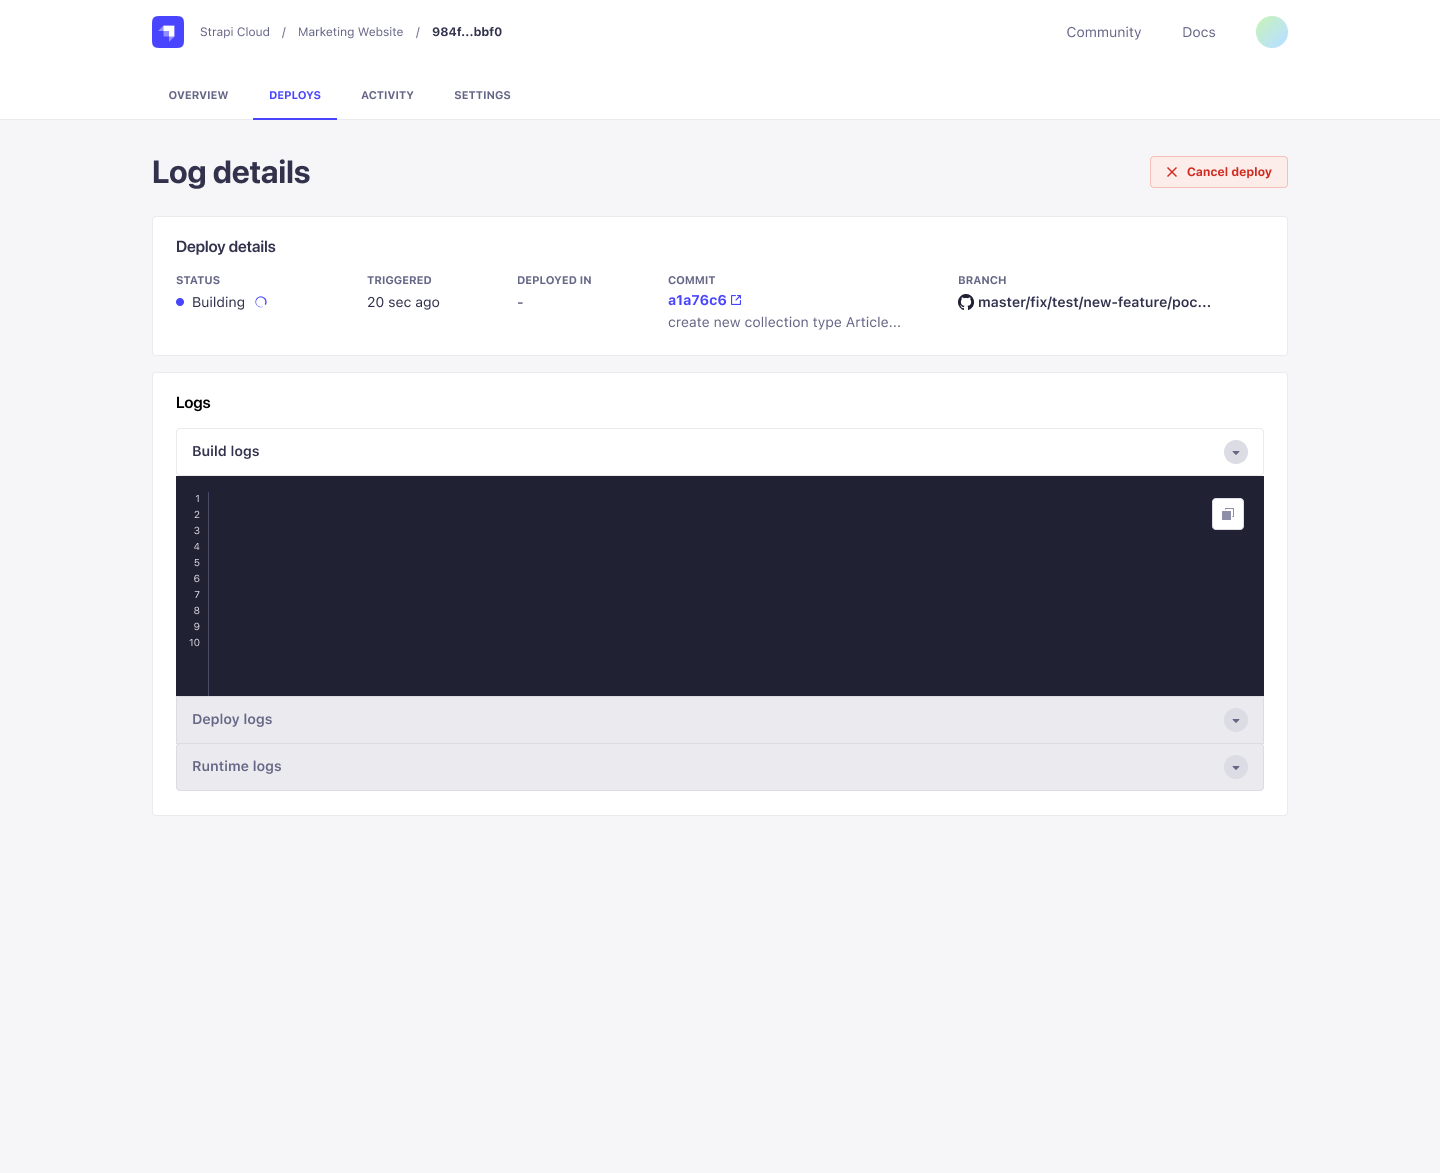 Strapi Cloud / Marketing Website / 984f...bbf0
Community Docs
OVERVIEW DEPLOYS ACTIVITY SETTINGS
Log details
Cancel deploy
Deploy details
STATUS TRIGGERED DEPLOYED IN COMMIT BRANCH
Building 20 sec ago - a1a76c6 master/fix/test/new-feature/poc...
create new collection type Article...
Logs
Build logs
1
2
3
4
5
6
7
8
9
10
Deploy logs
Runtime logs